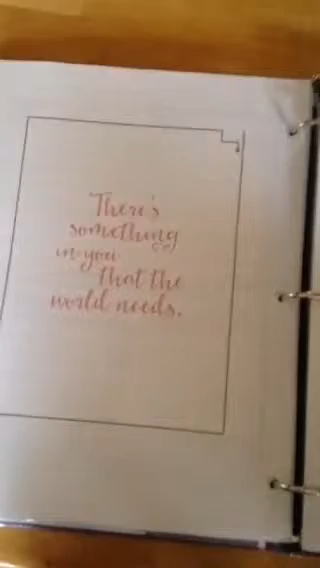 There's
something
in you
that the
world needs.